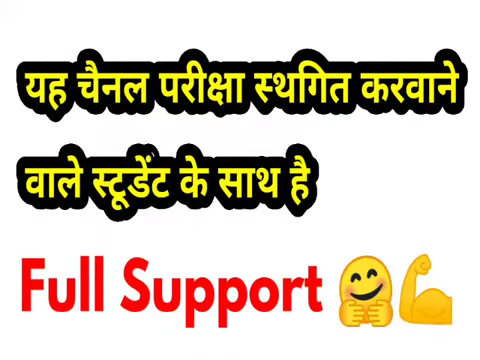 यह चैनल परीक्षा स्थगित करवाने
वाले स्टूडेंट के साथ है
Full Support 🤗💪